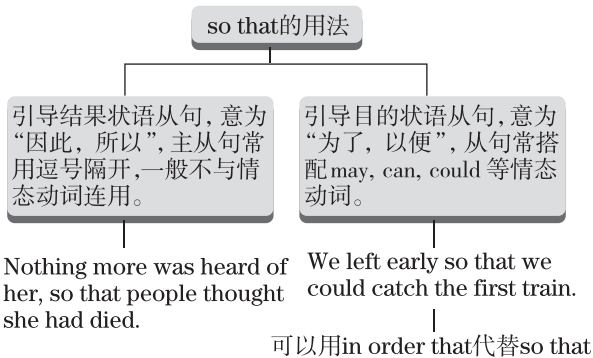 so that的用法
引导结果状语从句，意为
“因此，所以”，主从句常
用逗号隔开，一般不与情
态动词连用。
Nothing more was heard of
her, so that people thought
she had died.
引导目的状语从句，意为
“为了，以便”，从句常搭
配may, can, could 等情态
动词。
We left early so that we
could catch the first train.
可以用in order that代替so that